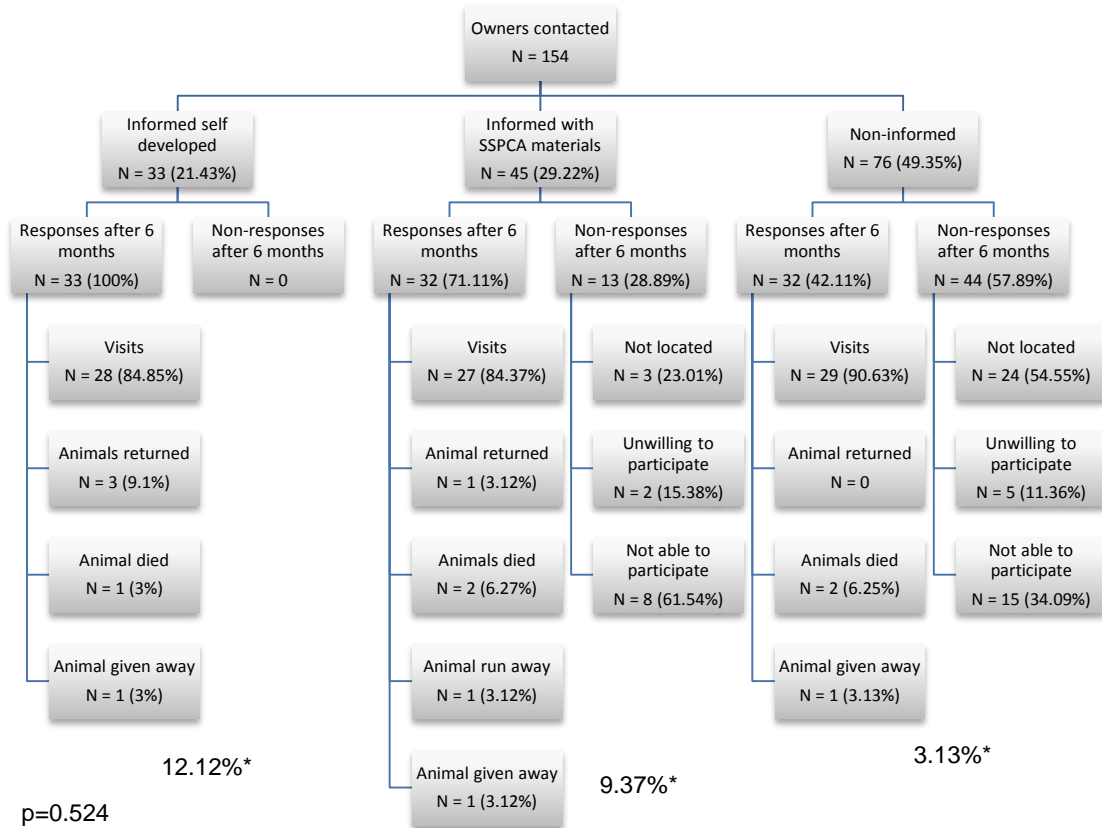 Owners contacted
N = 154
Informed self
developed
N = 33 (21.43%)
Informed with
SSPCA materials
N = 45 (29.22%)
Non-informed
N = 76 (49.35%)
Responses after 6
months
N = 33 (100%)
Non-responses
after 6 months
N = 0
Responses after 6
months
N = 32 (71.11%)
Non-responses
after 6 months
N = 13 (28.89%)
Responses after 6
months
N = 32 (42.11%)
Non-responses
after 6 months
N = 44 (57.89%)
Visits
N = 28 (84.85%)
Animals returned
N = 3 (9.1%)
Animal died
N = 1 (3%)
Animal given away
N = 1 (3%)
Visits
N = 27 (84.37%)
Animal returned
N = 1 (3.12%)
Animals died
N = 2 (6.27%)
Animal run away
N = 1 (3.12%)
Animal given away
N = 1 (3.12%)
Not located
N = 3 (23.01%)
Unwilling to
participate
N = 2 (15.38%)
Not able to
participate
N = 8 (61.54%)
Visits
N = 29 (90.63%)
Animal returned
N = 0
Animals died
N = 2 (6.25%)
Animal given away
N = 1 (3.13%)
Not located
N = 24 (54.55%)
Unwilling to
participate
N = 5 (11.36%)
Not able to
participate
N = 15 (34.09%)
12.12%*
9.37%*
3.13%*
p=0.524